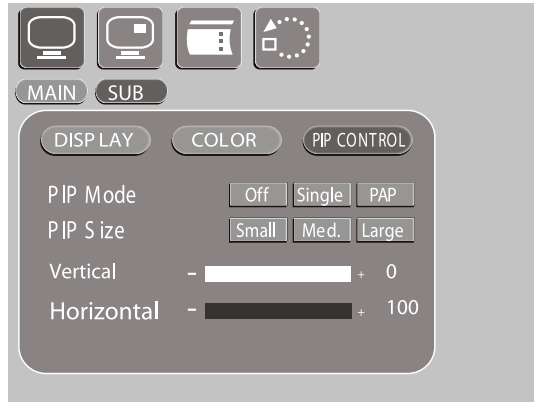 MAIN SUB
DISPLAY COLOR PIP CONTROL
PIP Mode Off Single PAP
PIP Size Small Med. Large
Vertical - + 0
Horizontal - + 100